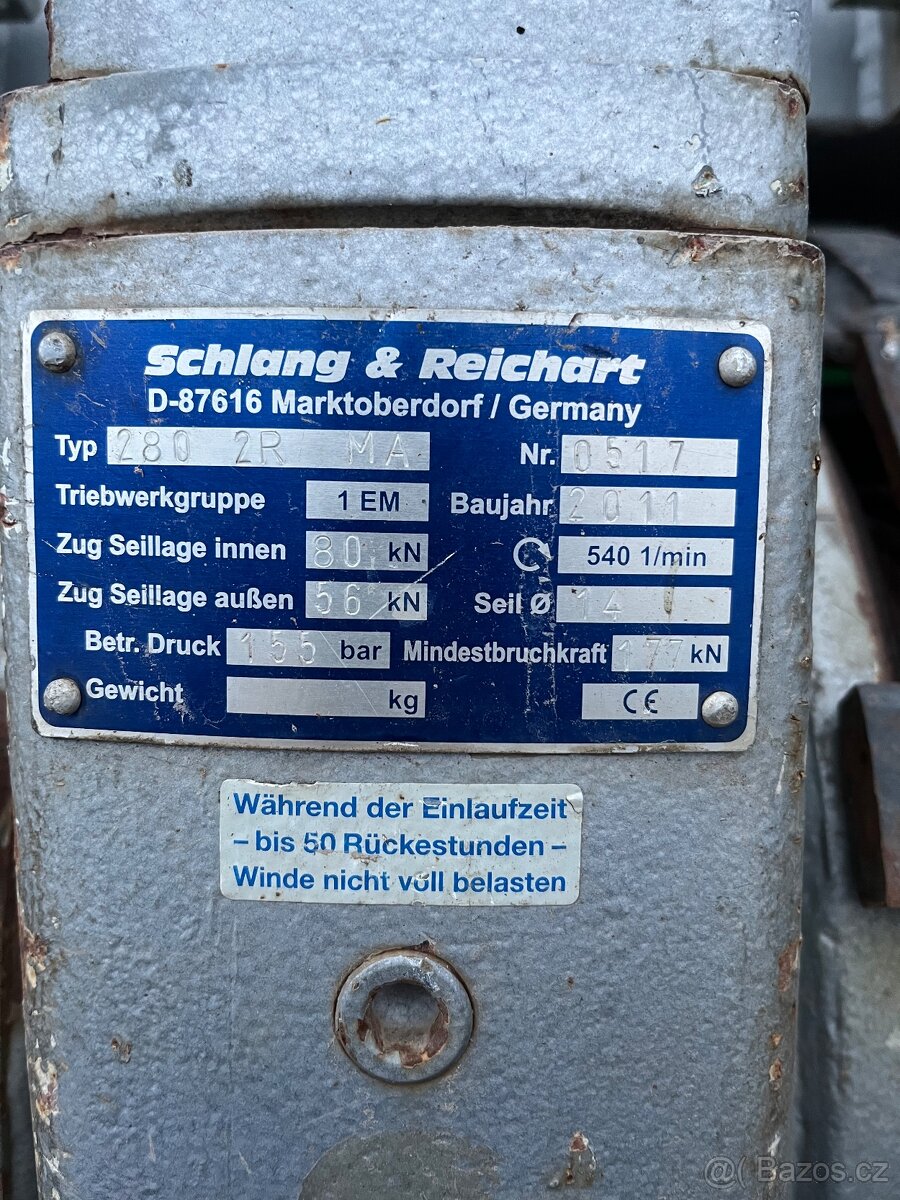 Schlang & Reichart
D-87616 Marktoberdorf / Germany
Typ 280 2R MA Nr. 0517
Triebwerkgruppe 1 EM Baujahr 2011
Zug Seillage innen 80 kN 540 1/min
Zug Seillage außen 56 kN Seil Ø 14
Betr. Druck 155 bar Mindestbruchkraft 177 kN
Gewicht kg CE
Während der Einlaufzeit
– bis 50 Rückestunden –
Winde nicht voll belasten
@ Bazos.cz